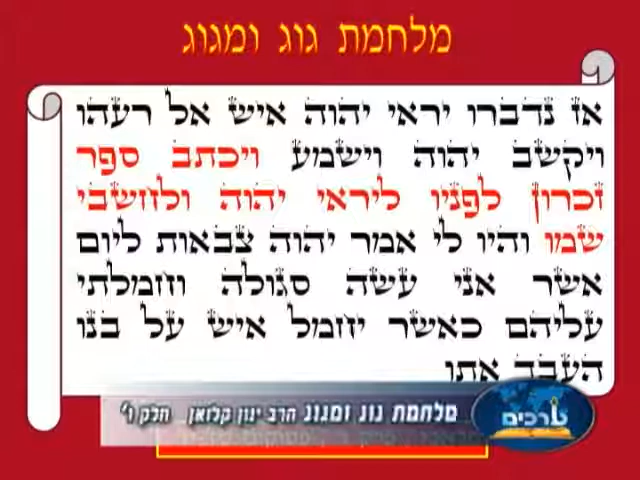 מלחמת גוג ומגוג
אז נדברו יראי יהוה איש אל רעהו
ויקשב יהוה וישמע ויכתב ספר
זכרון לפניו ליראי יהוה ולחשבי
שמו והיו לי אמר יהוה צבאות ליום
אשר אני עשה סגולה וחמלתי
עליהם כאשר יחמל איש על בנו
העבד אתו
מלחמת גוג ומגוג הרב ינון קלזאן חלק ו'
ערכים